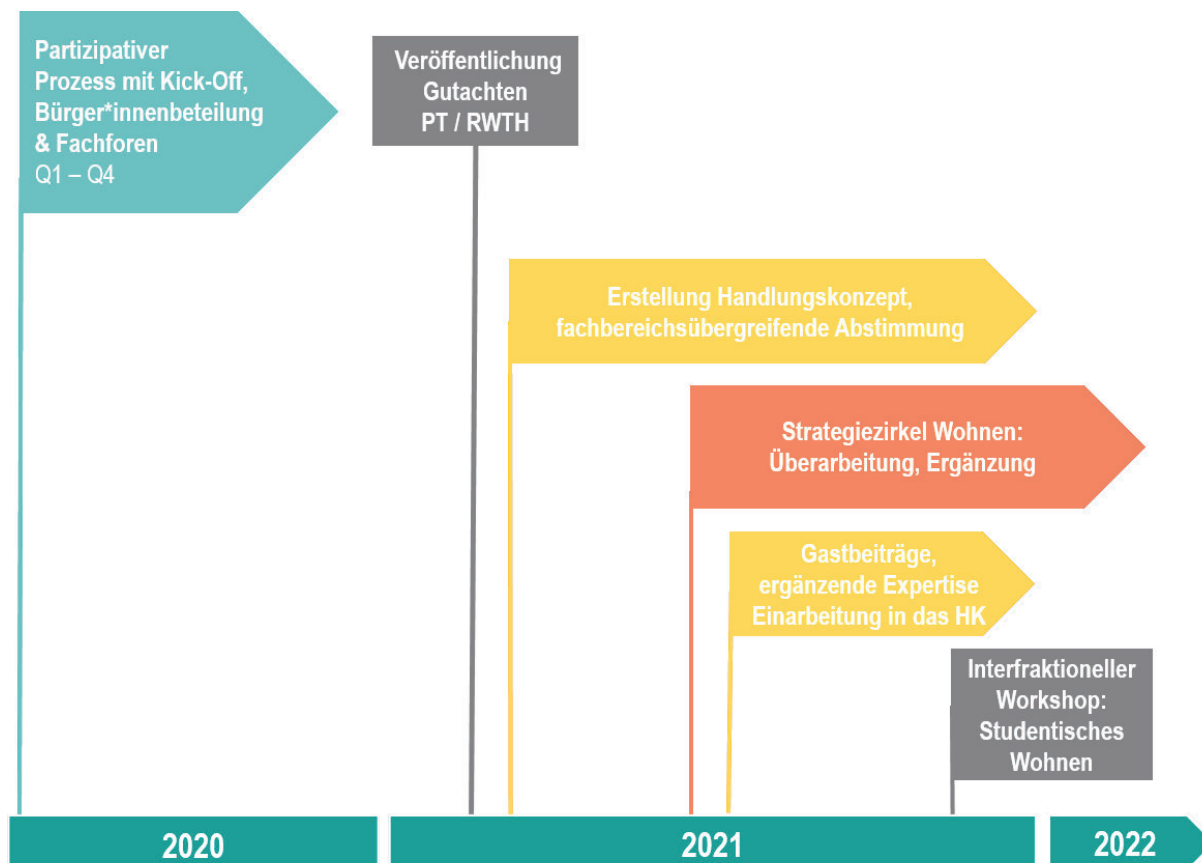 Partizipativer
Prozess mit Kick-Off,
Bürger*innenbeteilung
& Fachforen
Q1 – Q4
Veröffentlichung
Gutachten
PT / RWTH
Erstellung Handlungskonzept,
fachbereichsübergreifende Abstimmung
Strategiezirkel Wohnen:
Überarbeitung, Ergänzung
Gastbeiträge,
ergänzende Expertise
Einarbeitung in das HK
Interfraktioneller
Workshop:
Studentisches
Wohnen
2020
2021
2022